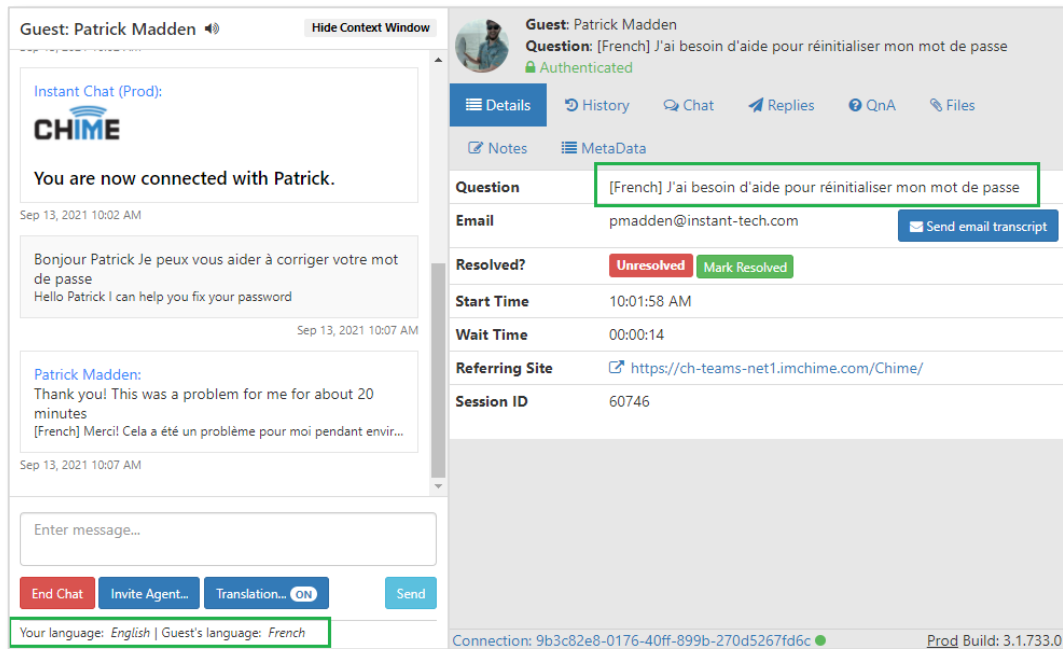 Guest: Patrick Madden
Hide Context Window
Instant Chat (Prod):
CHIME
You are now connected with Patrick.
Sep 13, 2021 10:02 AM
Bonjour Patrick Je peux vous aider à corriger votre mot
de passe
Hello Patrick I can help you fix your password
Sep 13, 2021 10:07 AM
Patrick Madden:
Thank you! This was a problem for me for about 20
minutes
[French] Merci! Cela a été un problème pour moi pendant envir...
Sep 13, 2021 10:07 AM
Enter message...
End Chat
Invite Agent...
Translation... ON
Send
Your language: English | Guest's language: French
Guest: Patrick Madden
Question: [French] J'ai besoin d'aide pour réinitialiser mon mot de passe
Authenticated
Details
History
Chat
Replies
QnA
Files
Notes
MetaData
Question [French] J'ai besoin d'aide pour réinitialiser mon mot de passe
Email pmadden@instant-tech.com
Send email transcript
Resolved? Unresolved Mark Resolved
Start Time 10:01:58 AM
Wait Time 00:00:14
Referring Site https://ch-teams-net1.imchime.com/Chime/
Session ID 60746
Connection: 9b3c82e8-0176-40ff-899b-270d5267fd6c
Prod Build: 3.1.733.0